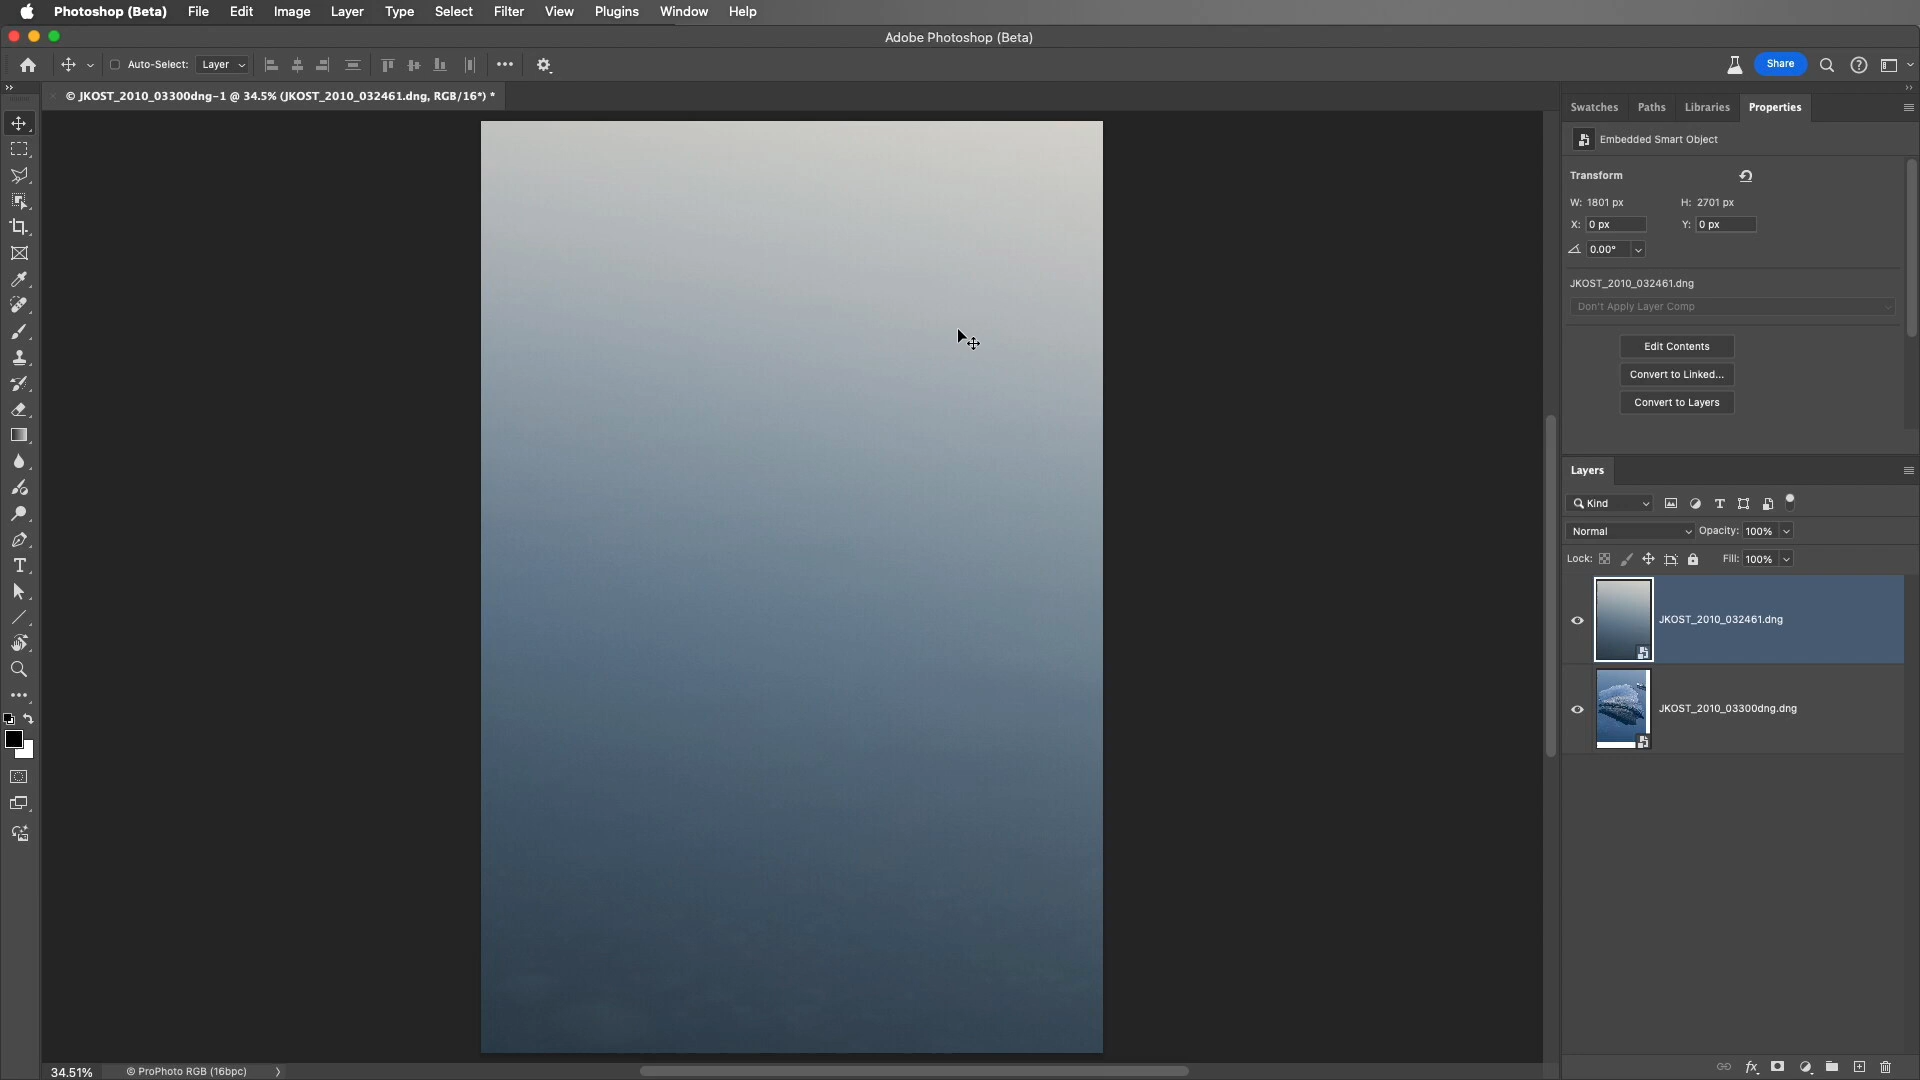 Photoshop (Beta) File Edit Image Layer Type Select Filter View Plugins Window Help
Adobe Photoshop (Beta)
Auto-Select: Layer
Share
© JKOST_2010_03300dng-1 @ 34.5% (JKOST_2010_032461.dng, RGB/16*) *
Swatches Paths Libraries Properties
Embedded Smart Object
Transform
W: 1801 px H: 2701 px
X: 0 px Y: 0 px
0.00°
JKOST_2010_032461.dng
Don't Apply Layer Comp
Edit Contents
Convert to Linked...
Convert to Layers
Layers
Kind
Normal Opacity: 100%
Lock: Fill: 100%
JKOST_2010_032461.dng
JKOST_2010_03300dng.dng
34.51% © ProPhoto RGB (16bpc)